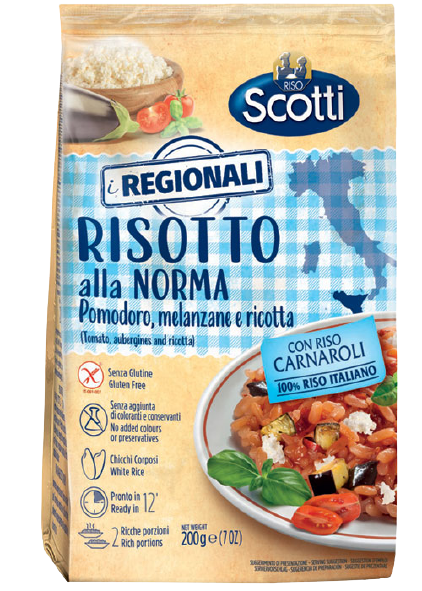 RISO
Scotti
i REGIONALI
RISOTTO
alla NORMA
Pomodoro, melanzane e ricotta
(Tomato, aubergines and ricotta)
CON RISO
CARNAROLI
100% RISO ITALIANO
Senza Glutine
Gluten Free
Senza aggiunta
di coloranti e conservanti
No added colours
or preservatives
Chicchi Corposi
White Rice
Pronto in
Ready in 12'
2 Ricche porzioni
Rich portions
NET WEIGHT
200g e (7 OZ)